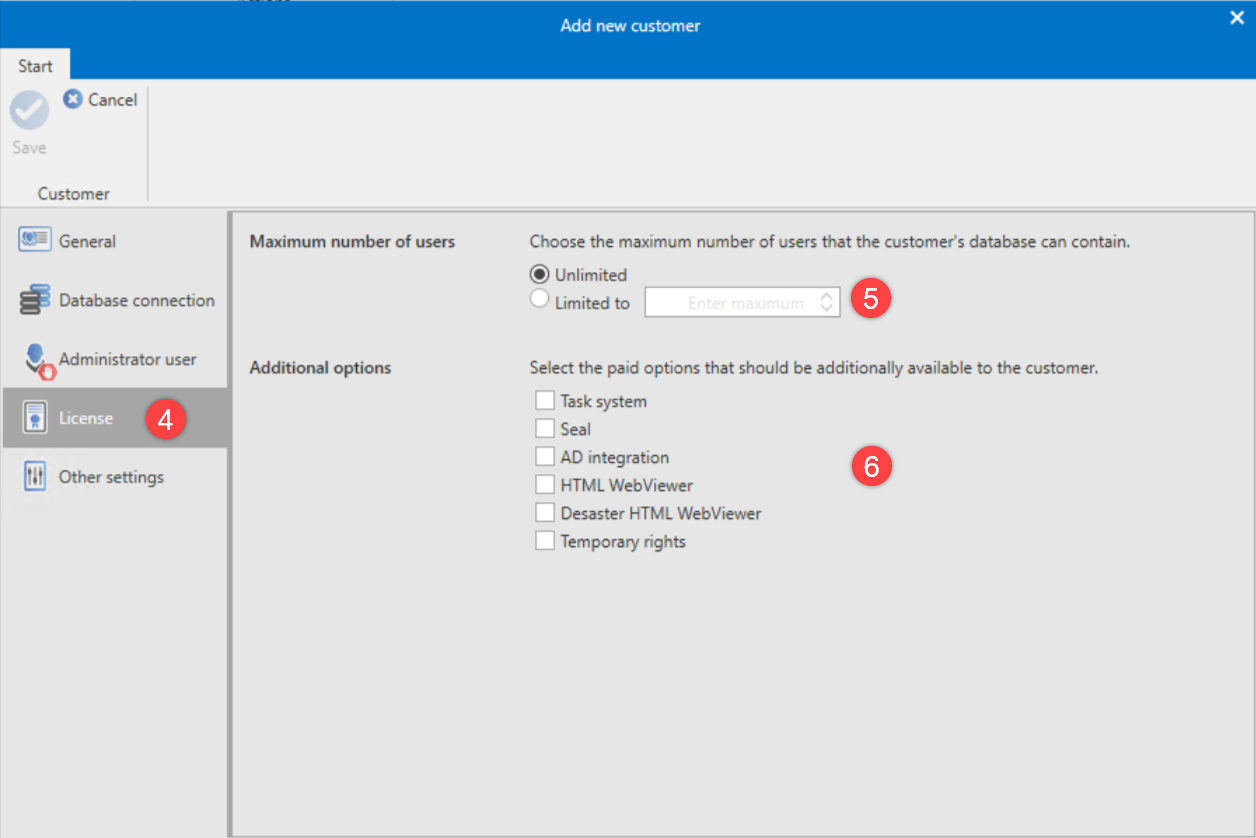 Add new customer
Start
Cancel
Save
Customer
General
Database connection
Administrator user
License
4
Other settings
Maximum number of users
Choose the maximum number of users that the customer's database can contain.
Unlimited
Limited to
Enter maximum
5
Additional options
Select the paid options that should be additionally available to the customer.
Task system
Seal
AD integration
HTML WebViewer
Desaster HTML WebViewer
Temporary rights
6